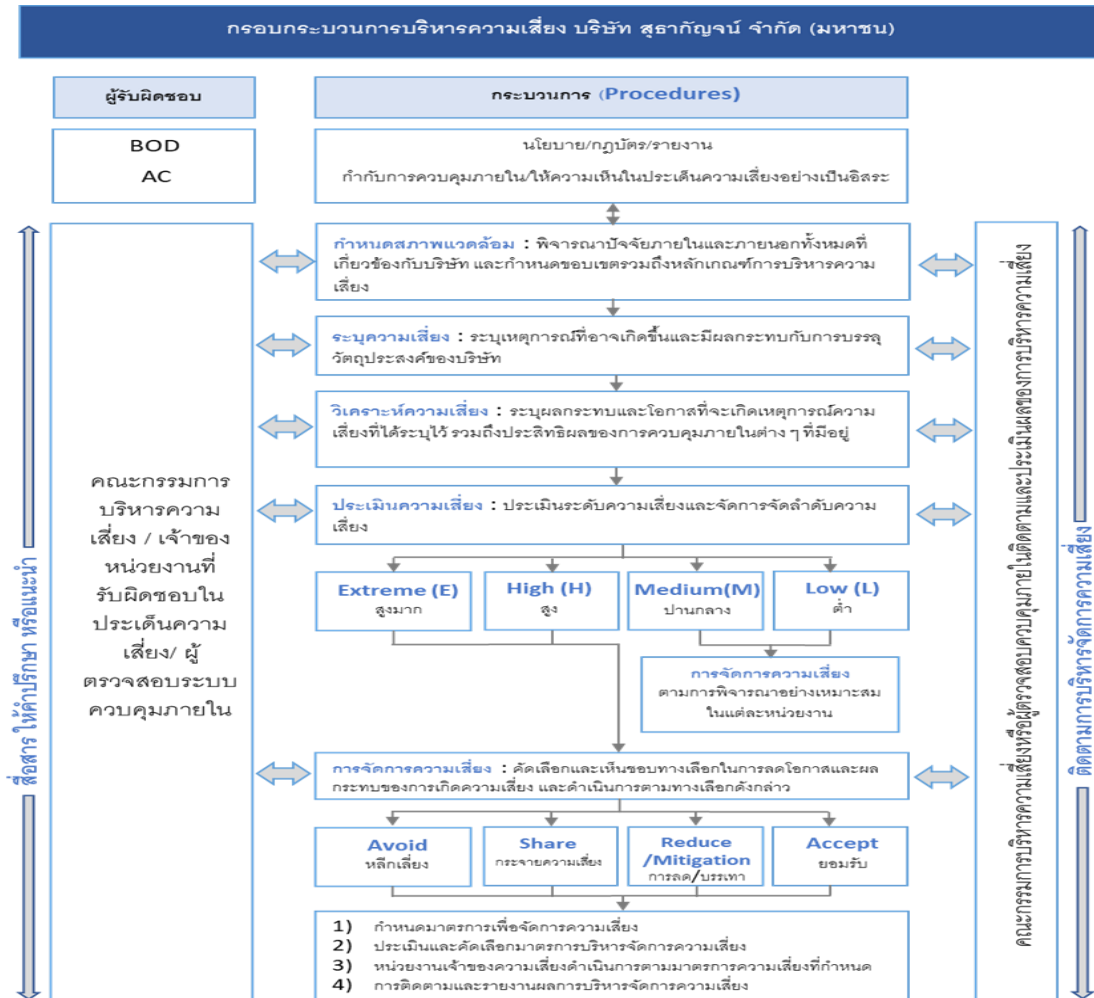 กรอบกระบวนการบริหารความเสี่ยง บริษัท สุธากัญจน์ จำกัด (มหาชน)
ผู้รับผิดชอบ
กระบวนการ (Procedures)
BOD
AC
นโยบาย/กฎบัตร/รายงาน
กำกับการควบคุมภายใน/ให้ความเห็นในประเด็นความเสี่ยงอย่างเป็นอิสระ
สื่อสาร ให้คำปรึกษา หรือแนะนำ
คณะกรรมการ
บริหารความ
เสี่ยง / เจ้าของ
หน่วยงานที่
รับผิดชอบใน
ประเด็นความ
เสี่ยง/ ผู้
ตรวจสอบระบบ
ควบคุมภายใน
กำหนดสภาพแวดล้อม : พิจารณาปัจจัยภายในและภายนอกทั้งหมดที่
เกี่ยวข้องกับบริษัท และกำหนดขอบเขตรวมถึงหลักเกณฑ์การบริหารความ
เสี่ยง
ระบุความเสี่ยง : ระบุเหตุการณ์ที่อาจเกิดขึ้นและมีผลกระทบกับการบรรลุ
วัตถุประสงค์ของบริษัท
วิเคราะห์ความเสี่ยง : ระบุผลกระทบและโอกาสที่จะเกิดเหตุการณ์ความ
เสี่ยงที่ได้ระบุไว้ รวมถึงประสิทธิผลของการควบคุมภายในต่าง ๆ ที่มีอยู่
ประเมินความเสี่ยง : ประเมินระดับความเสี่ยงและจัดการจัดลำดับความ
เสี่ยง
Extreme (E)
สูงมาก
High (H)
สูง
Medium(M)
ปานกลาง
Low (L)
ต่ำ
การจัดการความเสี่ยง
ตามการพิจารณาอย่างเหมาะสม
ในแต่ละหน่วยงาน
การจัดการความเสี่ยง : คัดเลือกและเห็นชอบทางเลือกในการลดโอกาสและผล
กระทบของการเกิดความเสี่ยง และดำเนินการตามทางเลือกดังกล่าว
Avoid
หลีกเลี่ยง
Share
กระจายความเสี่ยง
Reduce
/Mitigation
การลด/บรรเทา
Accept
ยอมรับ
1) กำหนดมาตรการเพื่อจัดการความเสี่ยง
2) ประเมินและคัดเลือกมาตรการบริหารจัดการความเสี่ยง
3) หน่วยงานเจ้าของความเสี่ยงดำเนินการตามมาตรการความเสี่ยงที่กำหนด
4) การติดตามและรายงานผลการบริหารจัดการความเสี่ยง
คณะกรรมการบริหารความเสี่ยงหรือผู้ตรวจสอบควบคุมภายในติดตามและประเมินผลของการบริหารความเสี่ยง
ติดตามการบริหารจัดการความเสี่ยง